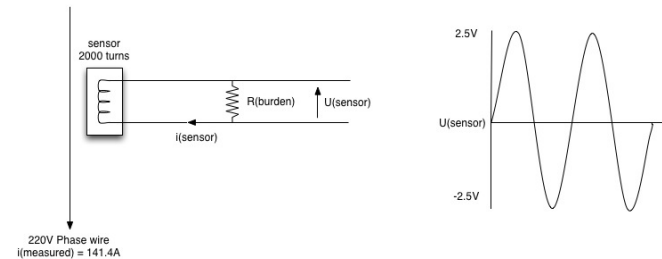 sensor
2000 turns
R(burden)
U(sensor)
i(sensor)
220V Phase wire
i(measured) = 141.4A
2.5V
U(sensor)
-2.5V